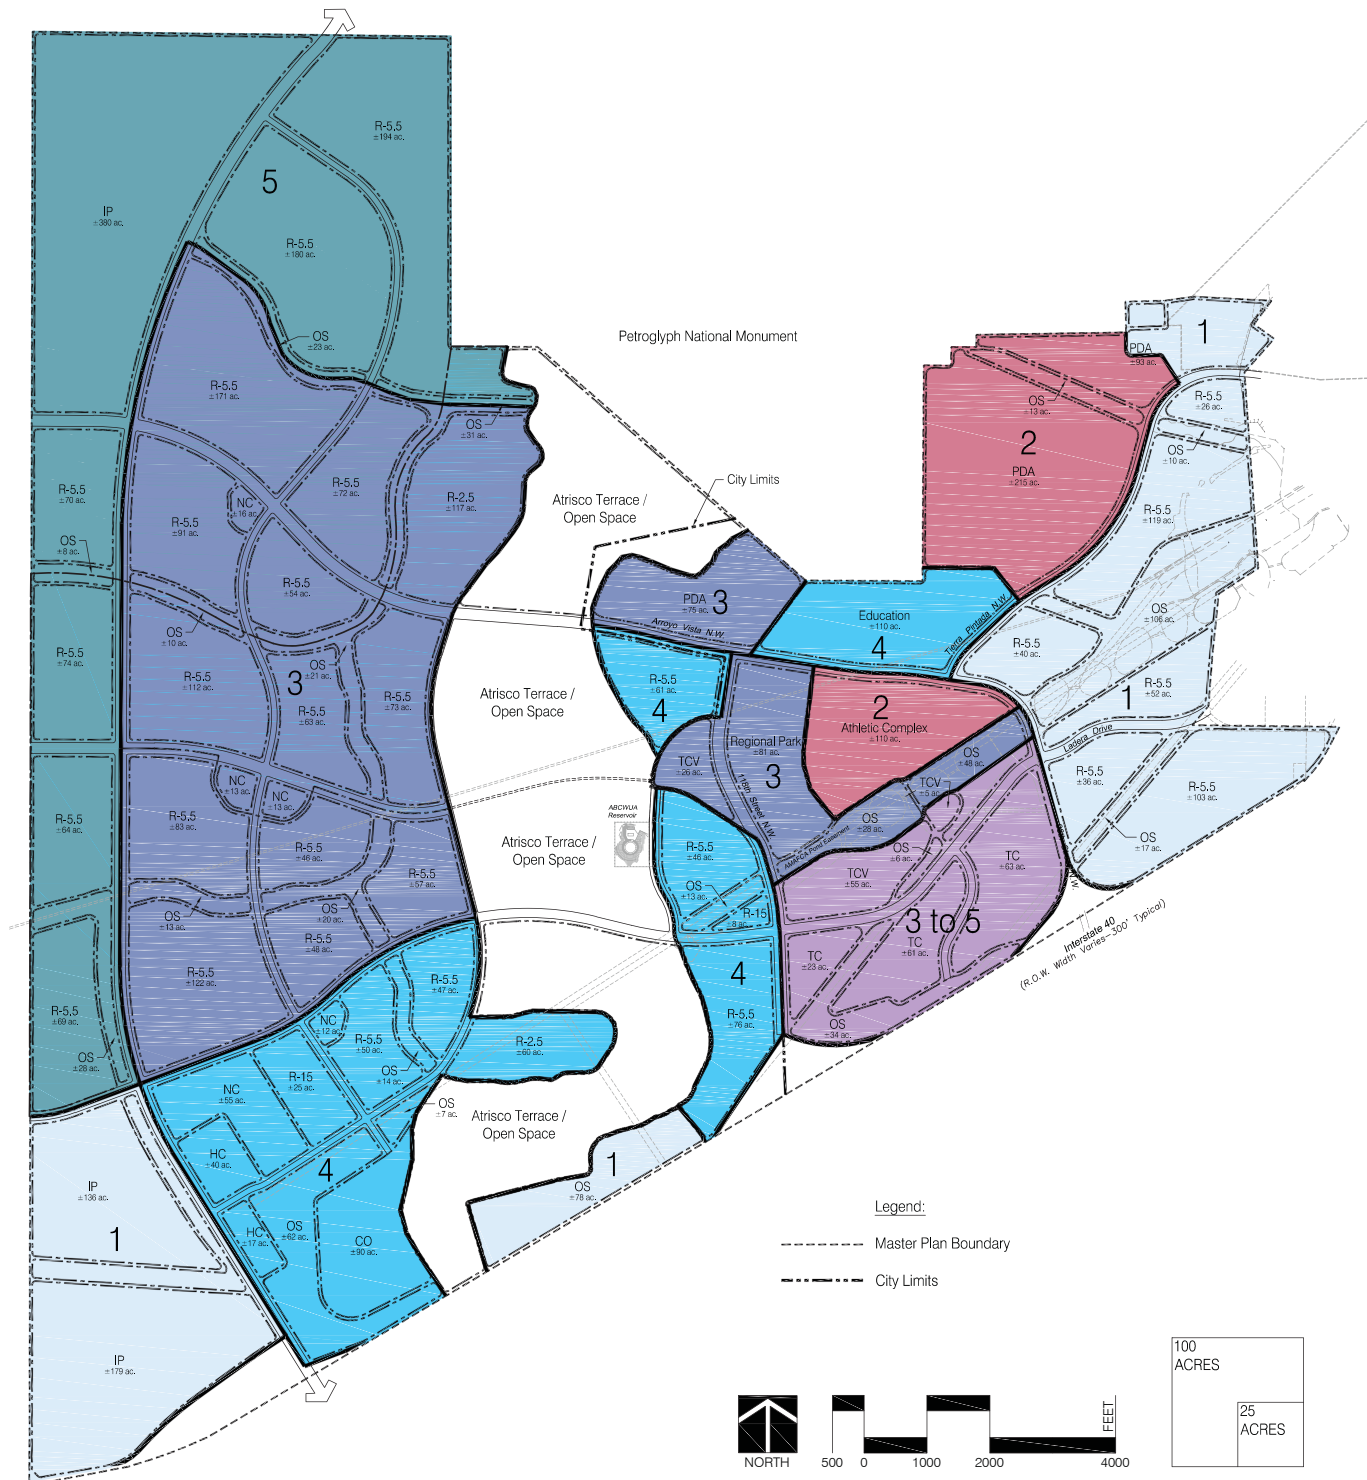 R-5.5
±194 ac.
5
IP
±380 ac.
R-5.5
±180 ac.
OS
±23 ac.
Petroglyph National Monument
1
PDA
±93 ac.
R-5.5
±171 ac.
OS
±31 ac.
OS
±13 ac.
R-5.5
±26 ac.
2
PDA
±215 ac.
OS
±10 ac.
R-5.5
±70 ac.
NC
±16 ac.
R-5.5
±72 ac.
R-2.5
±117 ac.
City Limits
Atrisco Terrace /
Open Space
R-5.5
±91 ac.
R-5.5
±119 ac.
OS
±8 ac.
R-5.5
±54 ac.
PDA
±75 ac.
3
Arroyo Vista N.W.
Education
±110 ac.
4
Tierra Pintada N.W.
OS
±106 ac.
R-5.5
±40 ac.
R-5.5
±74 ac.
OS
±10 ac.
OS
±21 ac.
R-5.5
±112 ac.
3
R-5.5
±63 ac.
R-5.5
±73 ac.
Atrisco Terrace /
Open Space
R-5.5
±61 ac.
4
2
Athletic Complex
±110 ac.
R-5.5
±52 ac.
1
Ladera Drive
Regional Park
±81 ac.
3
TCV
±26 ac.
118th Street N.W.
OS
±48 ac.
TCV
±5 ac.
R-5.5
±36 ac.
R-5.5
±103 ac.
NC
±13 ac.
NC
±13 ac.
R-5.5
±64 ac.
R-5.5
±83 ac.
R-5.5
±46 ac.
R-5.5
±57 ac.
ABCWUA
Reservoir
Atrisco Terrace /
Open Space
R-5.5
±46 ac.
OS
±28 ac.
AMAFCA Pond Easement
OS
±6 ac.
TC
±63 ac.
OS
±17 ac.
TCV
±55 ac.
OS
±13 ac.
R-15
±8 ac.
3 to 5
OS
±13 ac.
OS
±20 ac.
R-5.5
±48 ac.
TC
±61 ac.
TC
±23 ac.
N.W.
Interstate 40
(R.O.W. Width Varies-300' Typical)
R-5.5
±122 ac.
R-5.5
±47 ac.
4
R-5.5
±76 ac.
OS
±34 ac.
R-5.5
±69 ac.
NC
±12 ac.
R-5.5
±50 ac.
R-2.5
±60 ac.
OS
±28 ac.
OS
±14 ac.
NC
±55 ac.
R-15
±25 ac.
OS
±7 ac.
Atrisco Terrace /
Open Space
HC
±40 ac.
4
1
OS
±78 ac.
IP
±136 ac.
1
HC
±17 ac.
OS
±62 ac.
CO
±90 ac.
IP
±179 ac.
Legend:
Master Plan Boundary
City Limits
100
ACRES
25
ACRES
NORTH
500 0 1000 2000 4000
FEET